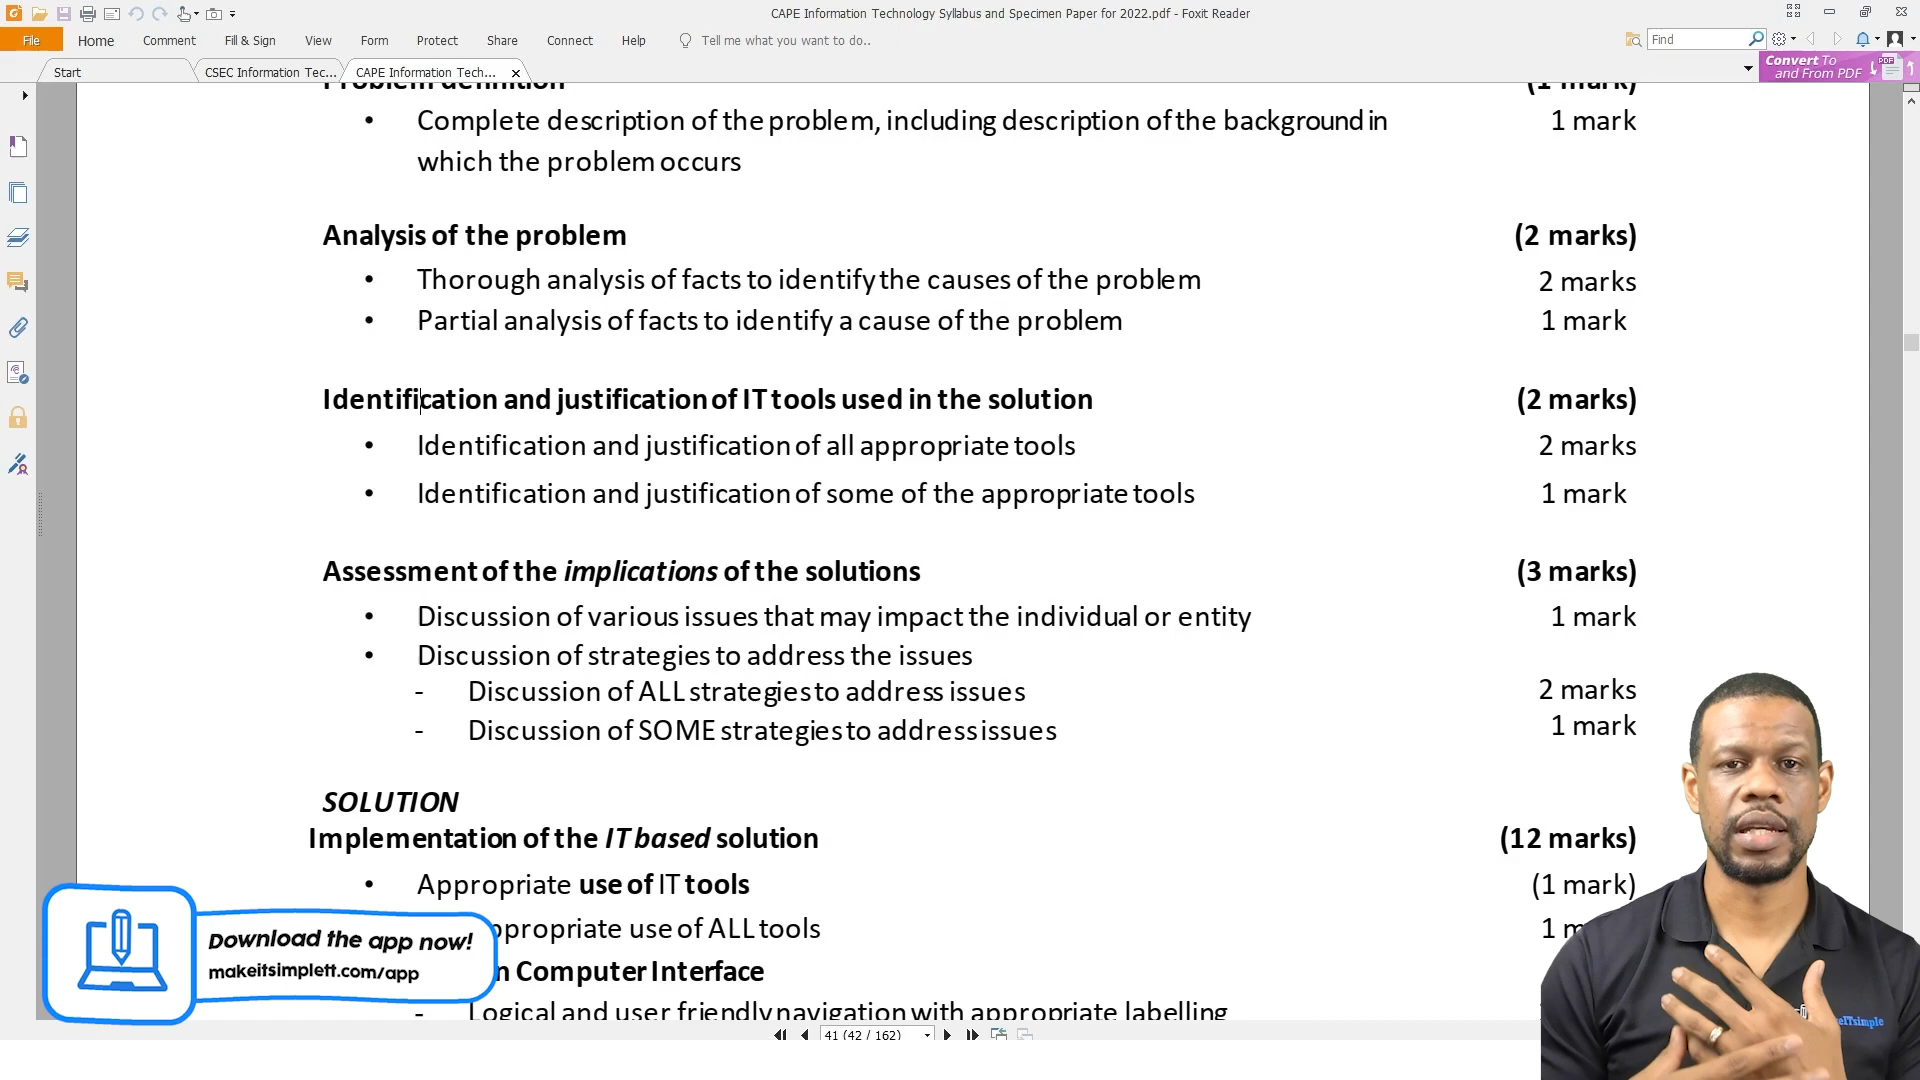 CAPE Information Technology Syllabus and Specimen Paper for 2022.pdf - Foxit Reader
File Home Comment Fill & Sign View Form Protect Share Connect Help Tell me what you want to do.. Find
Start CSEC Information Tec... CAPE Information Tech... Convert To
and From PDF
Problem definition (1 mark)
• Complete description of the problem, including description of the background in 1 mark
which the problem occurs
Analysis of the problem (2 marks)
• Thorough analysis of facts to identify the causes of the problem 2 marks
• Partial analysis of facts to identify a cause of the problem 1 mark
Identification and justification of IT tools used in the solution (2 marks)
• Identification and justification of all appropriate tools 2 marks
• Identification and justification of some of the appropriate tools 1 mark
Assessment of the implications of the solutions (3 marks)
• Discussion of various issues that may impact the individual or entity 1 mark
• Discussion of strategies to address the issues
- Discussion of ALL strategies to address issues 2 marks
- Discussion of SOME strategies to address issues 1 mark
SOLUTION
Implementation of the IT based solution (12 marks)
• Appropriate use of IT tools (1 mark)
ppropriate use of ALL tools 1 m
n Computer Interface
- Logical and user friendly navigation with appropriate labelling
Download the app now!
makeitsimplett.com/app
41 (42 / 162)